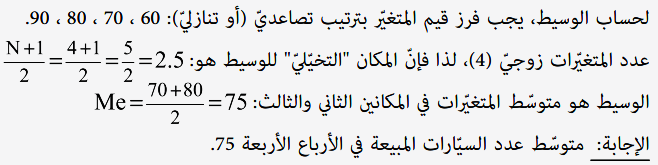 لحساب الوسيط، يجب فرز قيم المتغيّر بترتيب تصاعديّ (أو تنازليّ): 60 ، 70 ، 80 ، 90.
عدد المتغيّرات زوجيّ (4)، لذا فإنّ المكان "التخيّليّ" للوسيط هو: N+1/2 = 4+1/2 = 5/2 = 2.5
الوسيط هو متوسّط المتغيّرات في المكانين الثاني والثالث: Me = 70+80/2 = 75
الإجابة: متوسّط عدد السيّارات المبيعة في الأرباع الأربعة 75.